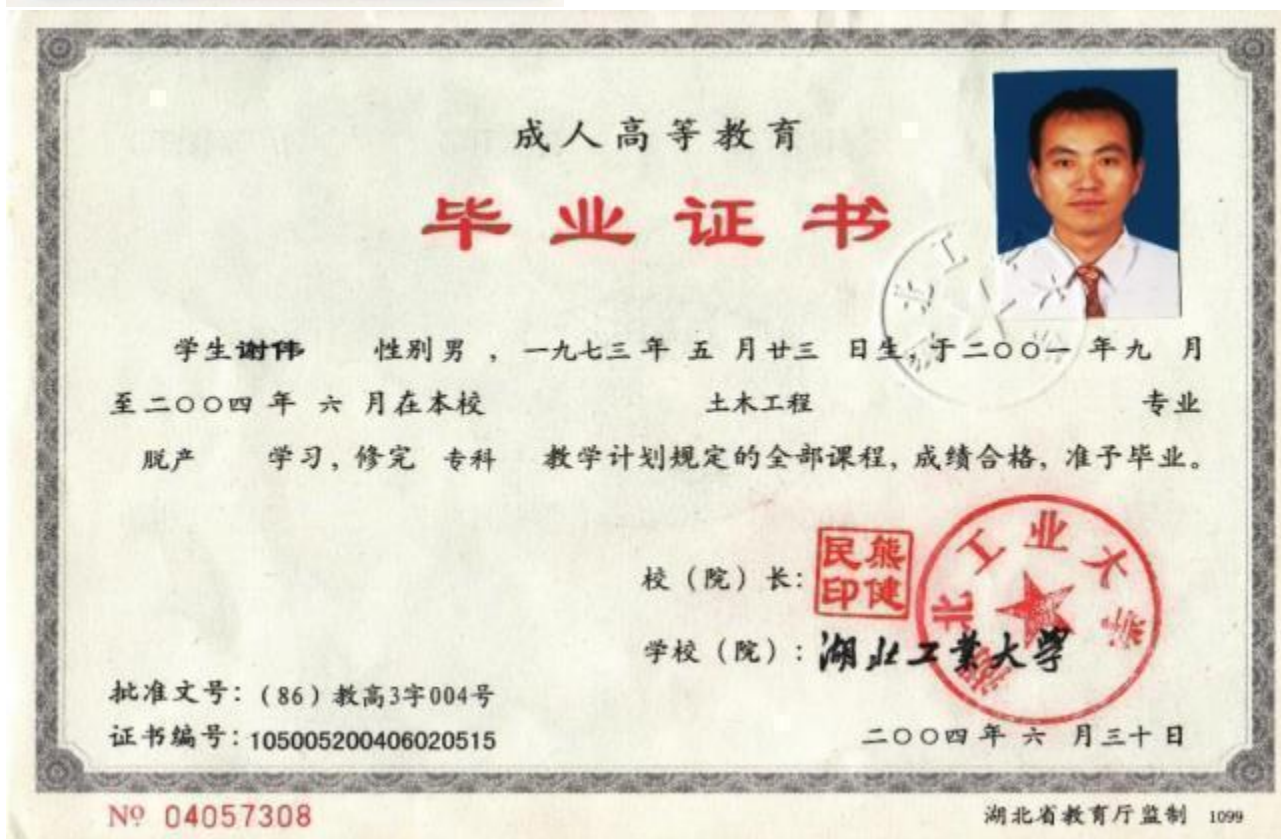 成人高等教育
毕业证书
学生谢伟 性别男，一九七三年 五 月廿三 日生，于二〇〇一 年九 月
至二〇〇四 年 六 月在本校 土木工程 专业
脱产 学习，修完 专科 教学计划规定的全部课程，成绩合格，准予毕业。
校（院）长：
熊健民印
学校（院）：湖北工业大学
湖北工业大学
批准文号：(86) 教高3字004号
证书编号：105005200406020515
二〇〇四 年 六 月三十日
№ 04057308
湖北省教育厅监制 1099